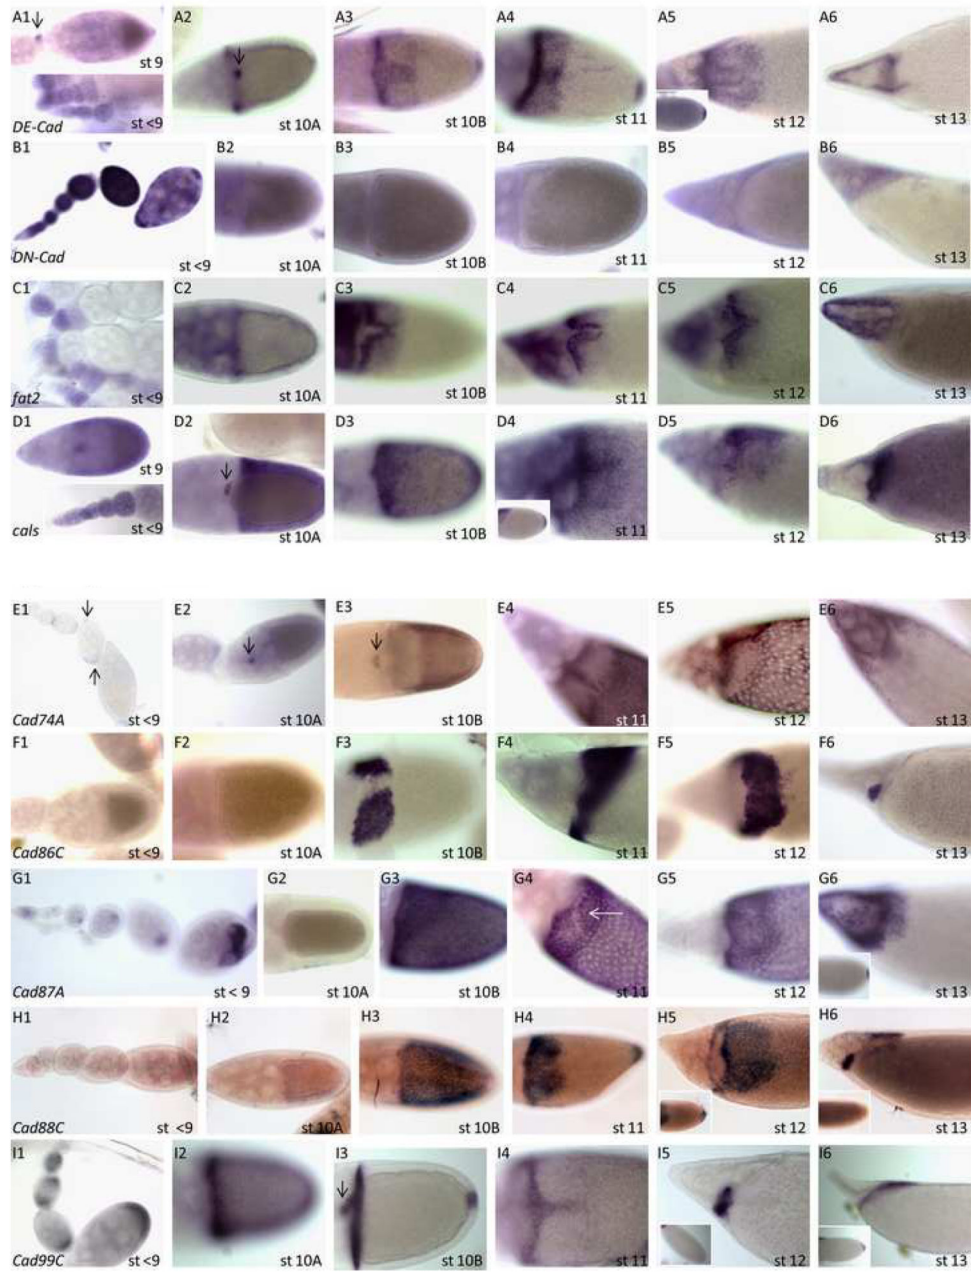 A1 A2 A3 A4 A5 A6
st 9
DE-Cad st <9 st 10A st 10B st 11 st 12 st 13
B1 B2 B3 B4 B5 B6
DN-Cad st <9 st 10A st 10B st 11 st 12 st 13
C1 C2 C3 C4 C5 C6
fat2 st <9 st 10A st 10B st 11 st 12 st 13
D1 D2 D3 D4 D5 D6
st 9
cals st <9 st 10A st 10B st 11 st 12 st 13
E1 E2 E3 E4 E5 E6
Cad74A st <9 st 10A st 10B st 11 st 12 st 13
F1 F2 F3 F4 F5 F6
Cad86C st <9 st 10A st 10B st 11 st 12 st 13
G1 G2 G3 G4 G5 G6
Cad87A st < 9 st 10A st 10B st 11 st 12 st 13
H1 H2 H3 H4 H5 H6
Cad88C st <9 st 10A st 10B st 11 st 12 st 13
I1 I2 I3 I4 I5 I6
Cad99C st <9 st 10A st 10B st 11 st 12 st 13